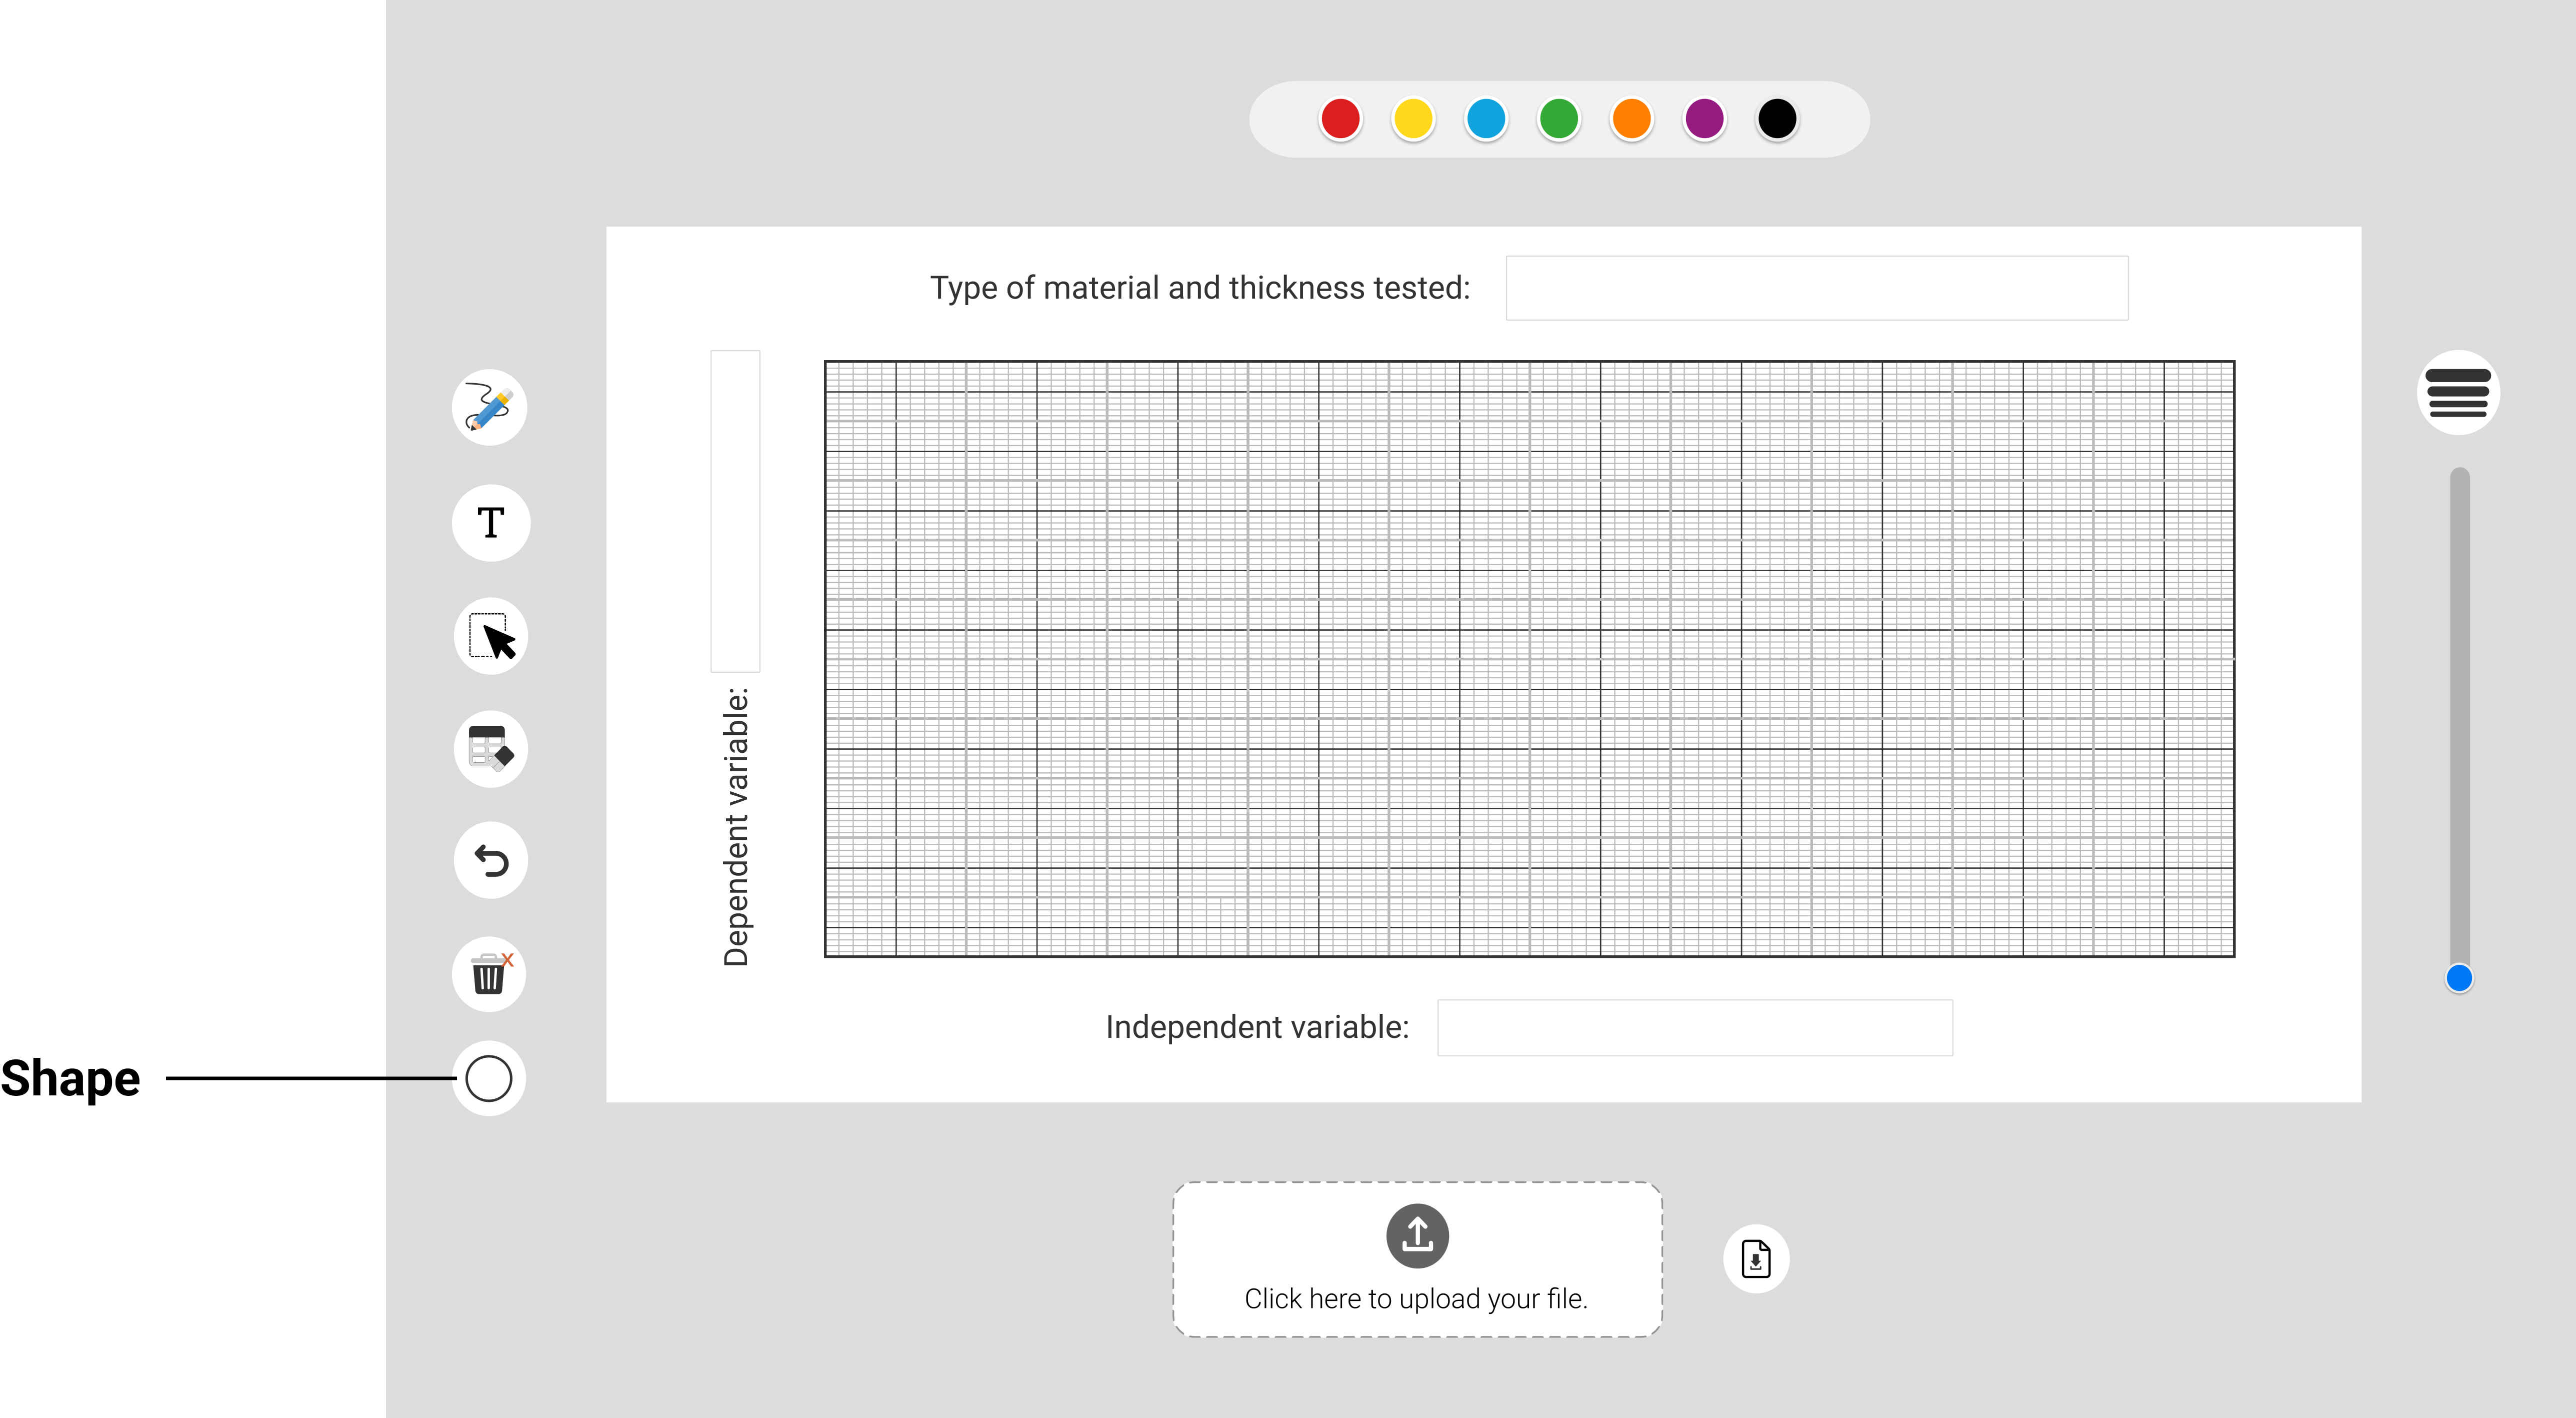 Type of material and thickness tested:
T
Dependent variable:
Independent variable:
Shape
Click here to upload your file.